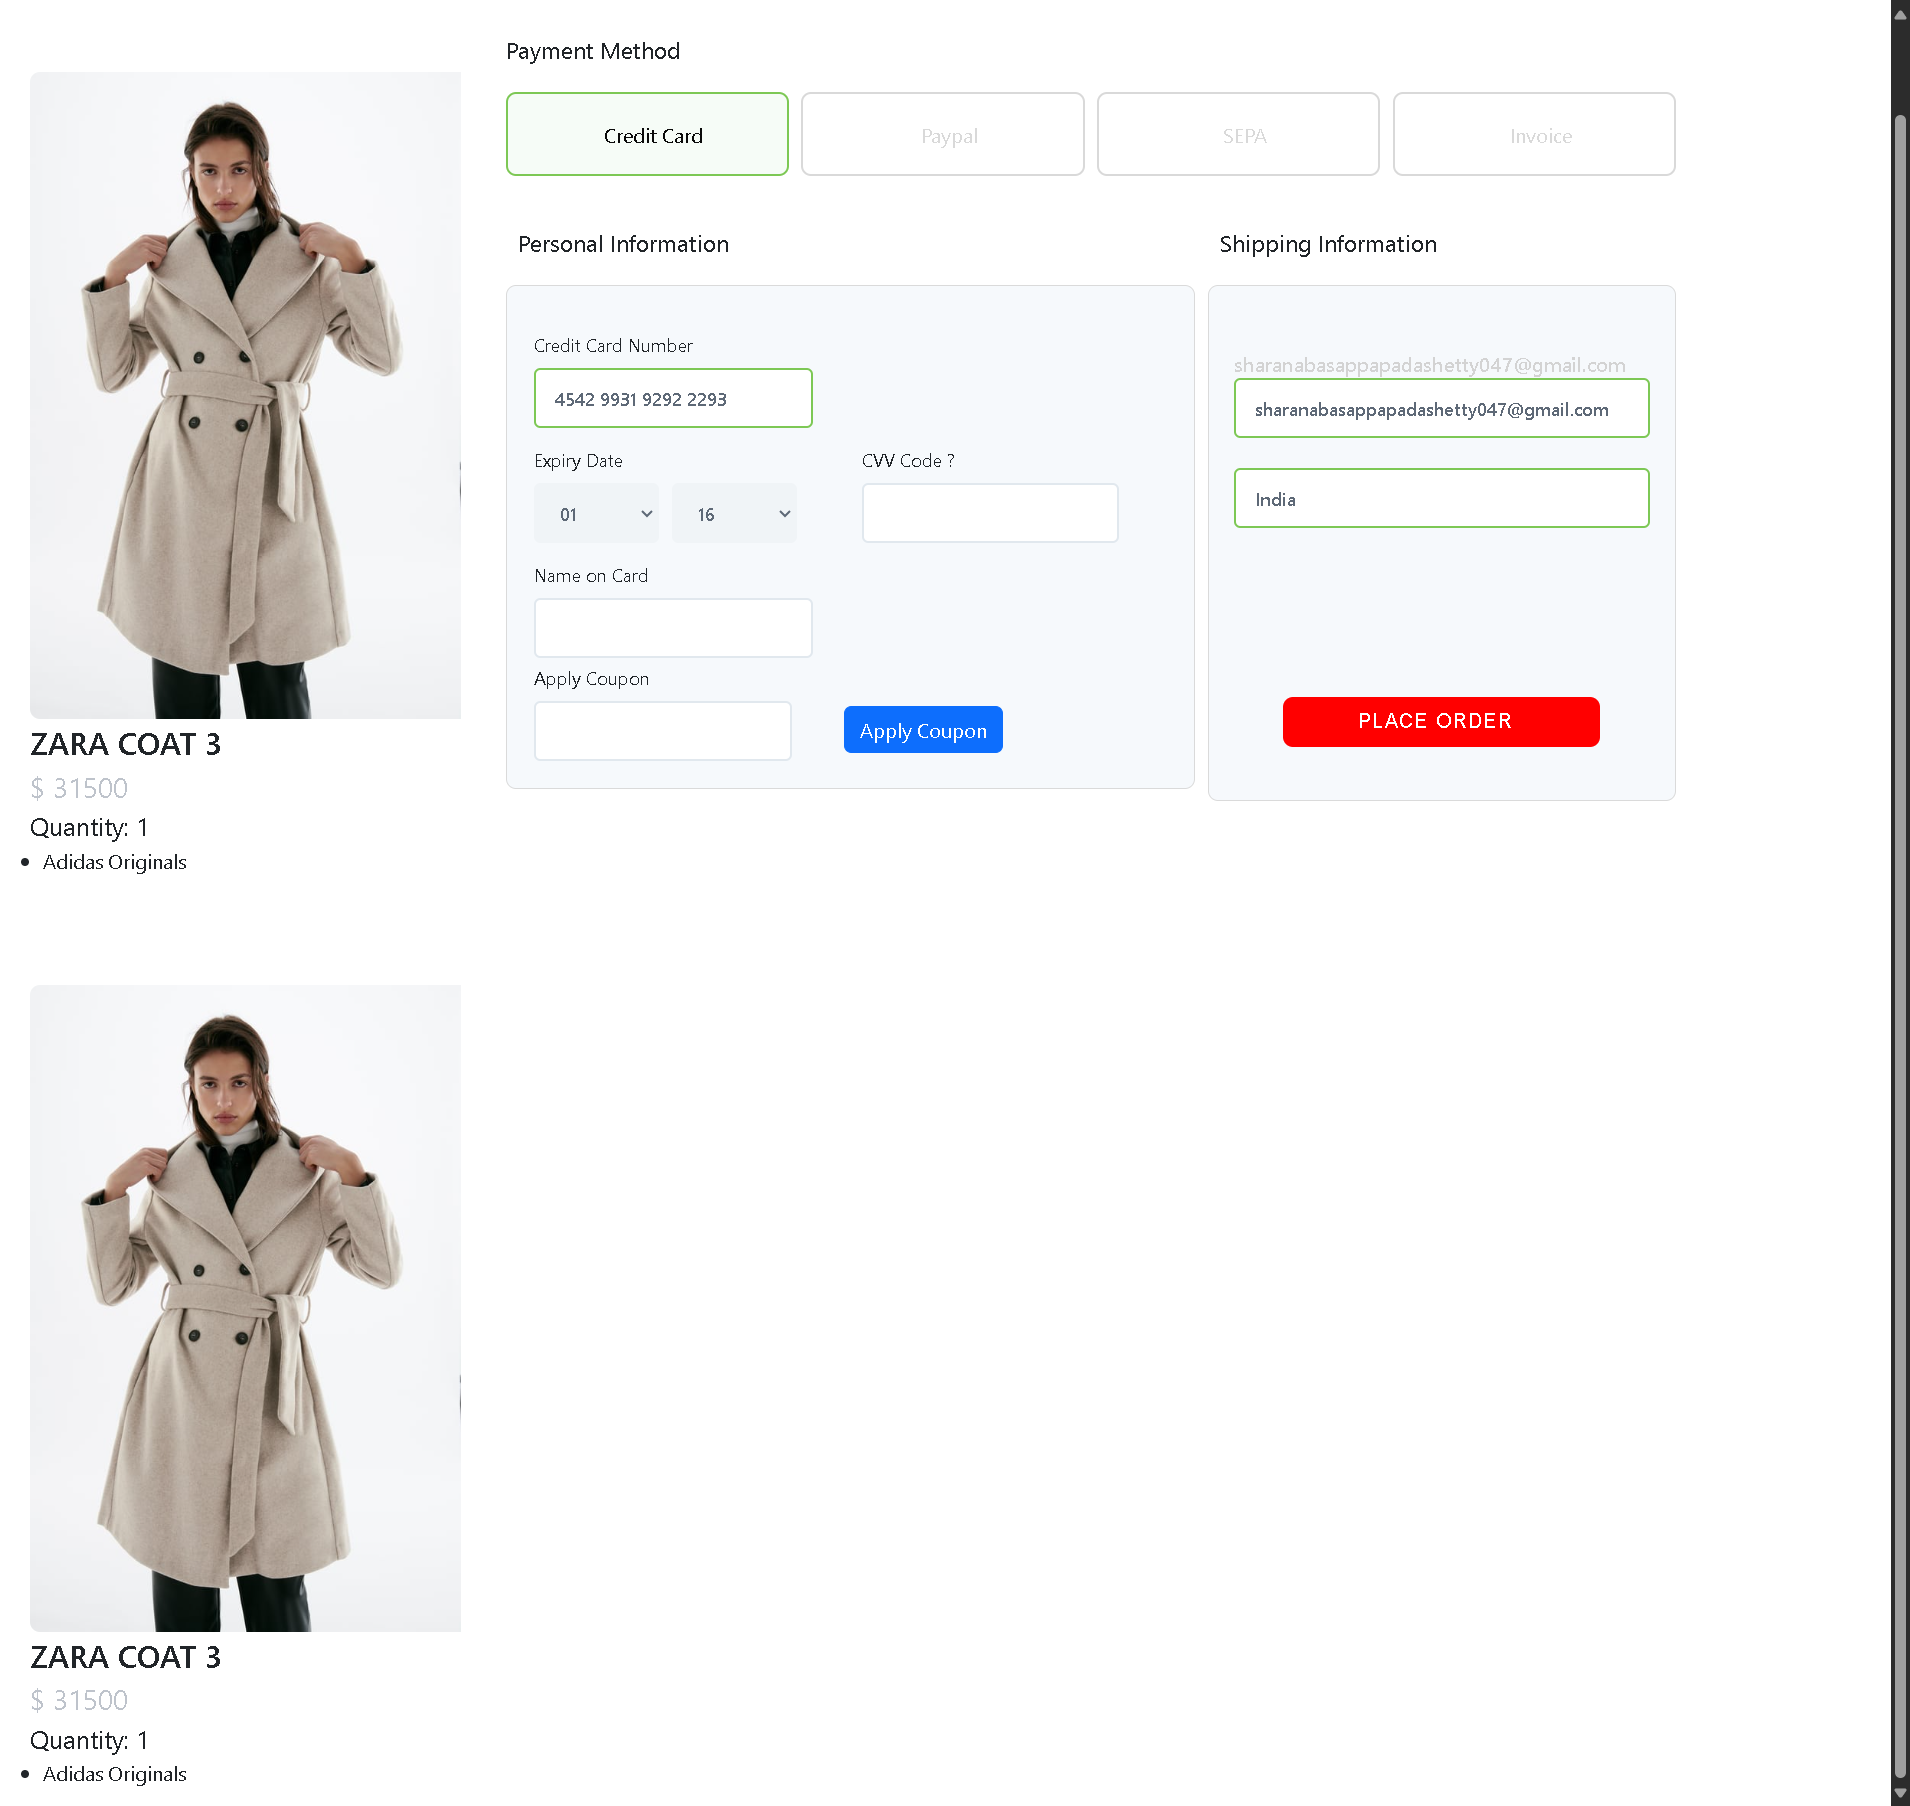 Payment Method
Credit Card
Paypal
SEPA
Invoice
Personal Information
Shipping Information
Credit Card Number
4542 9931 9292 2293
Expiry Date
CVV Code ?
01
16
Name on Card
Apply Coupon
Apply Coupon
sharanabasappapadashetty047@gmail.com
sharanabasappapadashetty047@gmail.com
India
PLACE ORDER
ZARA COAT 3
$ 31500
Quantity: 1
Adidas Originals
ZARA COAT 3
$ 31500
Quantity: 1
Adidas Originals